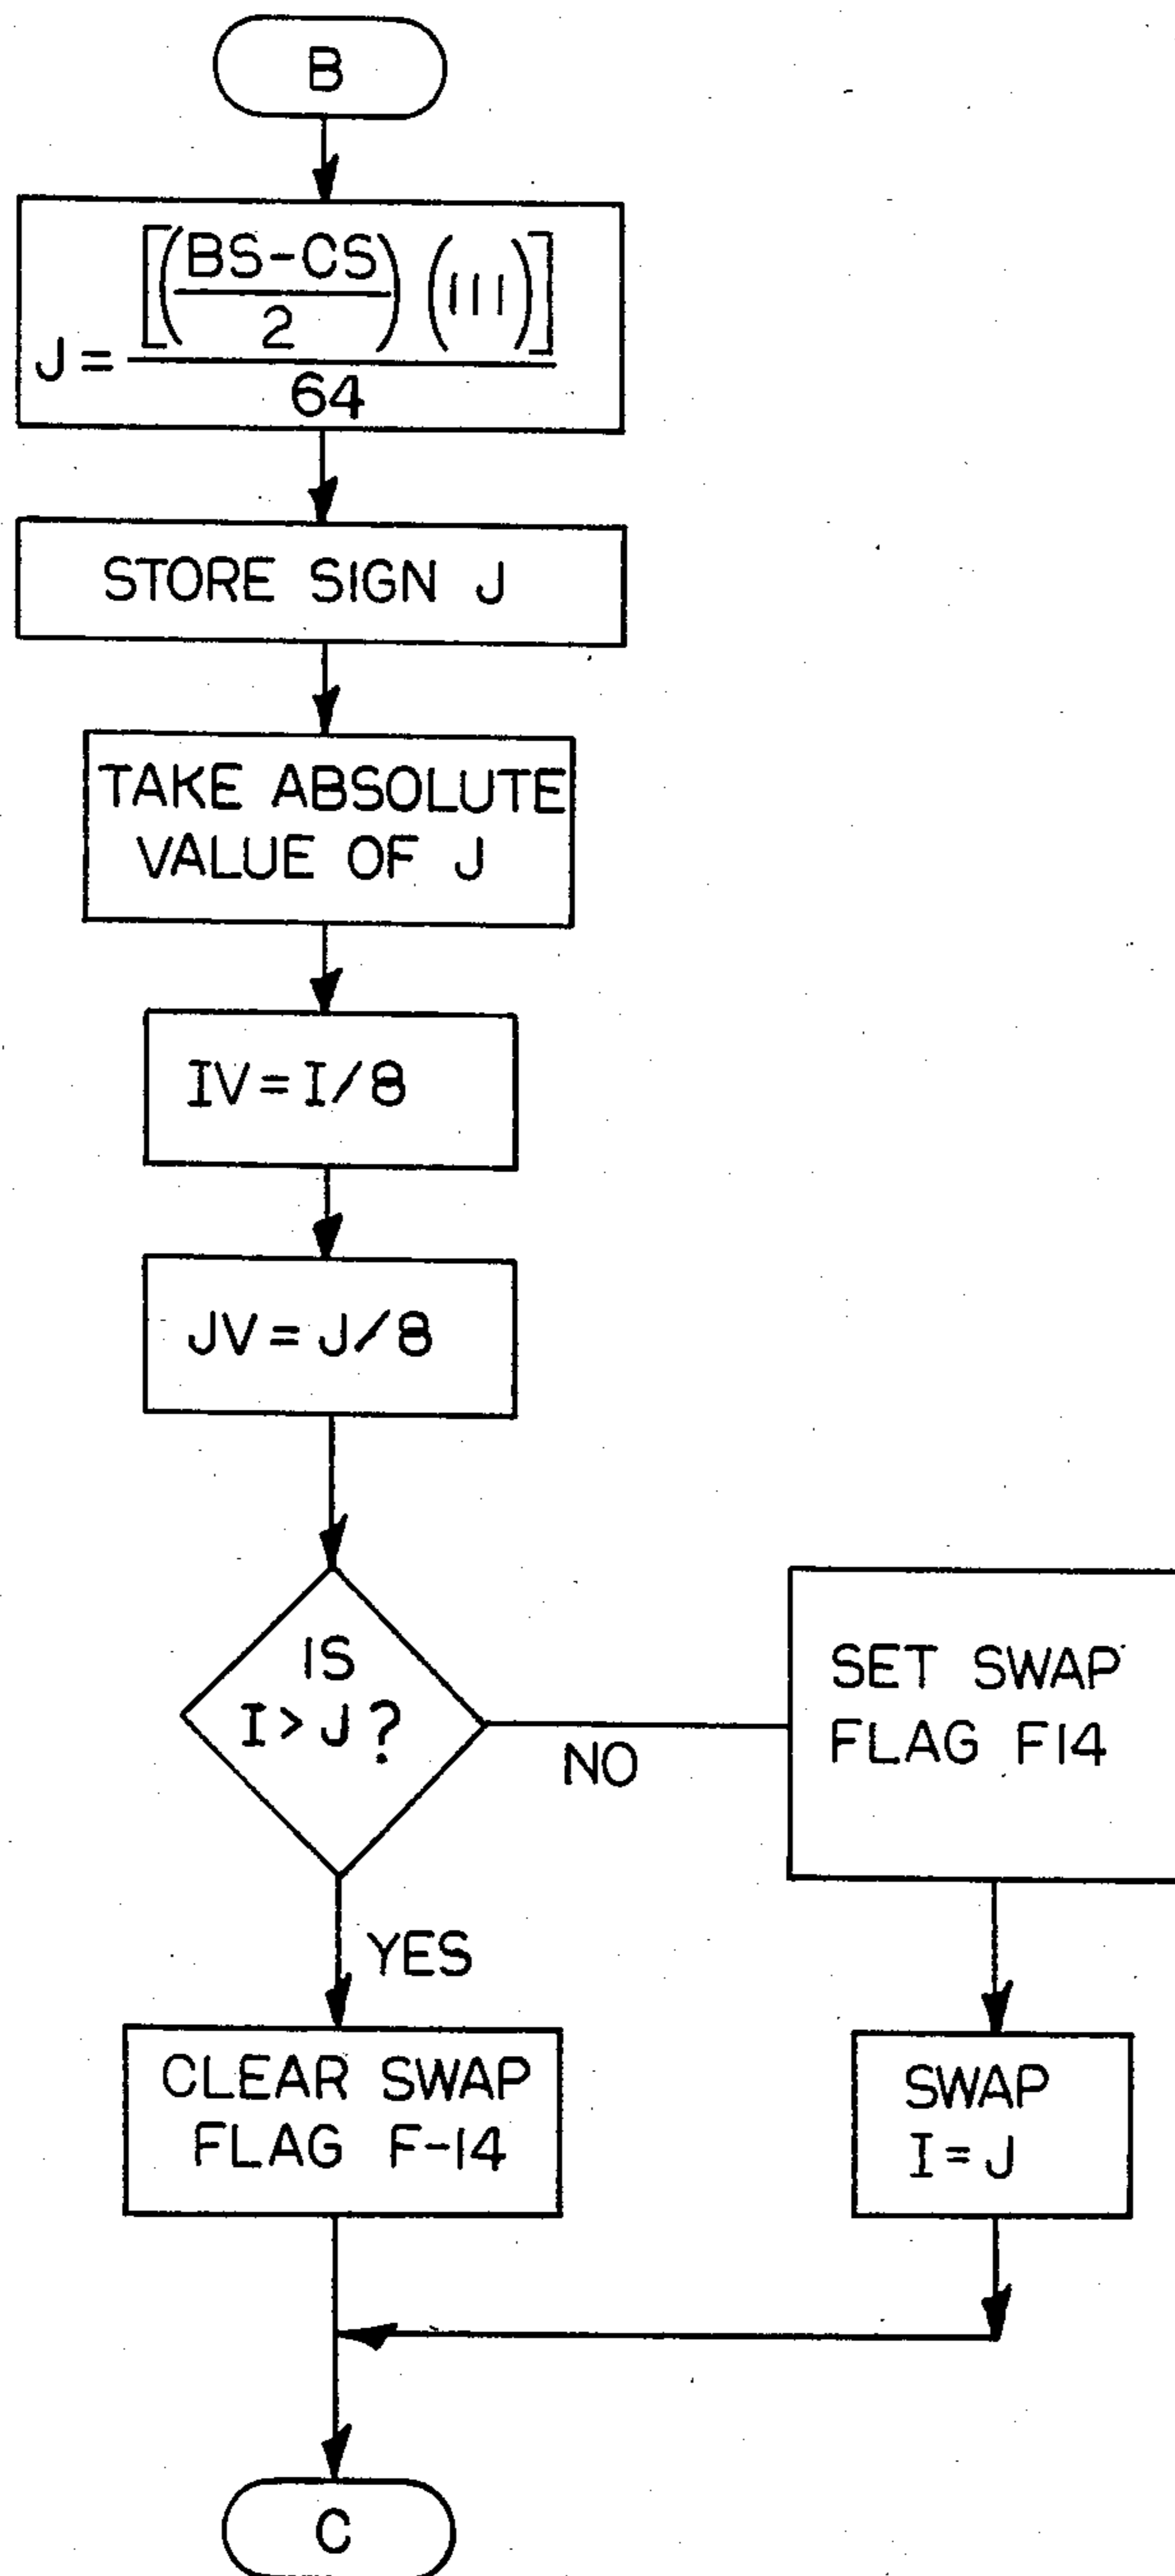 B
J = [((BS-CS)/2) (111)]/64
STORE SIGN J
TAKE ABSOLUTE
VALUE OF J
IV = I/8
JV = J/8
IS
I > J ?
NO
SET SWAP
FLAG F14
YES
CLEAR SWAP
FLAG F-14
SWAP
I = J
C